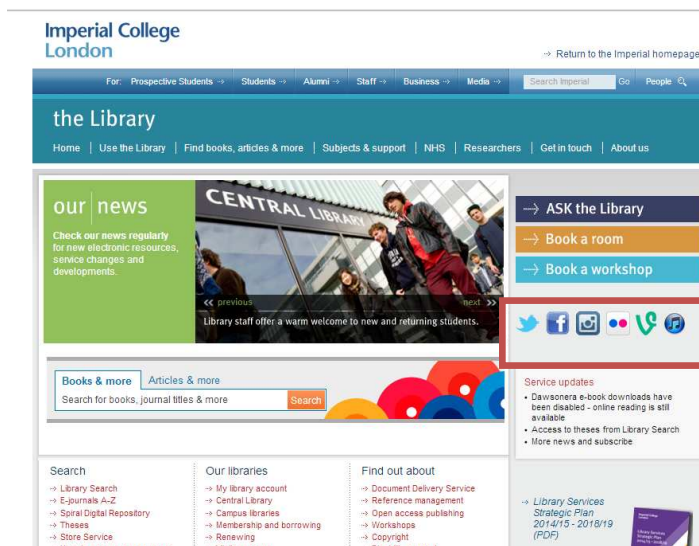 Imperial College
London
Return to the Imperial homepage
For: Prospective Students Students Alumni Staff Business Media Search Imperial Go People
the Library
Home | Use the Library | Find books, articles & more | Subjects & support | NHS | Researchers | Get in touch | About us
our news
Check our news regularly
for new electronic resources,
service changes and
developments.
CENTRAL LIBRARY
<< previous
next >>
Library staff offer a warm welcome to new and returning students.
ASK the Library
Book a room
Book a workshop
Books & more Articles & more
Search for books, journal titles & more Search
Service updates
• Dawsonera e-book downloads have
been disabled - online reading is still
available
• Access to theses from Library Search
• More news and subscribe
Search
Library Search
E-journals A-Z
Spiral Digital Repository
Theses
Store Service
Our libraries
My library account
Central Library
Campus libraries
Membership and borrowing
Renewing
Find out about
Document Delivery Service
Reference management
Open access publishing
Workshops
Copyright
Library Services
Strategic Plan
2014/15 - 2018/19
(PDF)